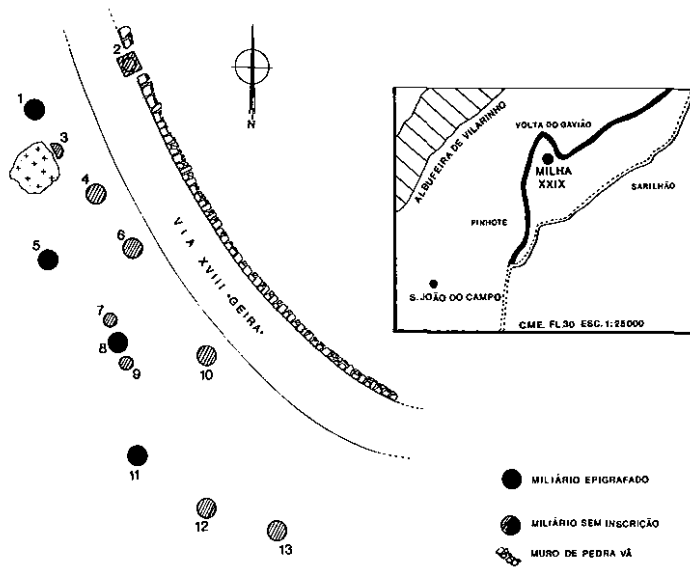 2
1
3
4
5
6
7
8
9
10
11
12
13
N
VIA XVIII "GEIRA"
ALBUFEIRA DE VILARINHO
VOLTA DO GAVIÃO
MILHA
XXIX
SARILHÃO
PINHOTE
S. JOÃO DO CAMPO
CME. FL.30 ESC. 1:25000
MILIÁRIO EPIGRAFADO
MILIÁRIO SEM INSCRIÇÃO
MURO DE PEDRA VÃ